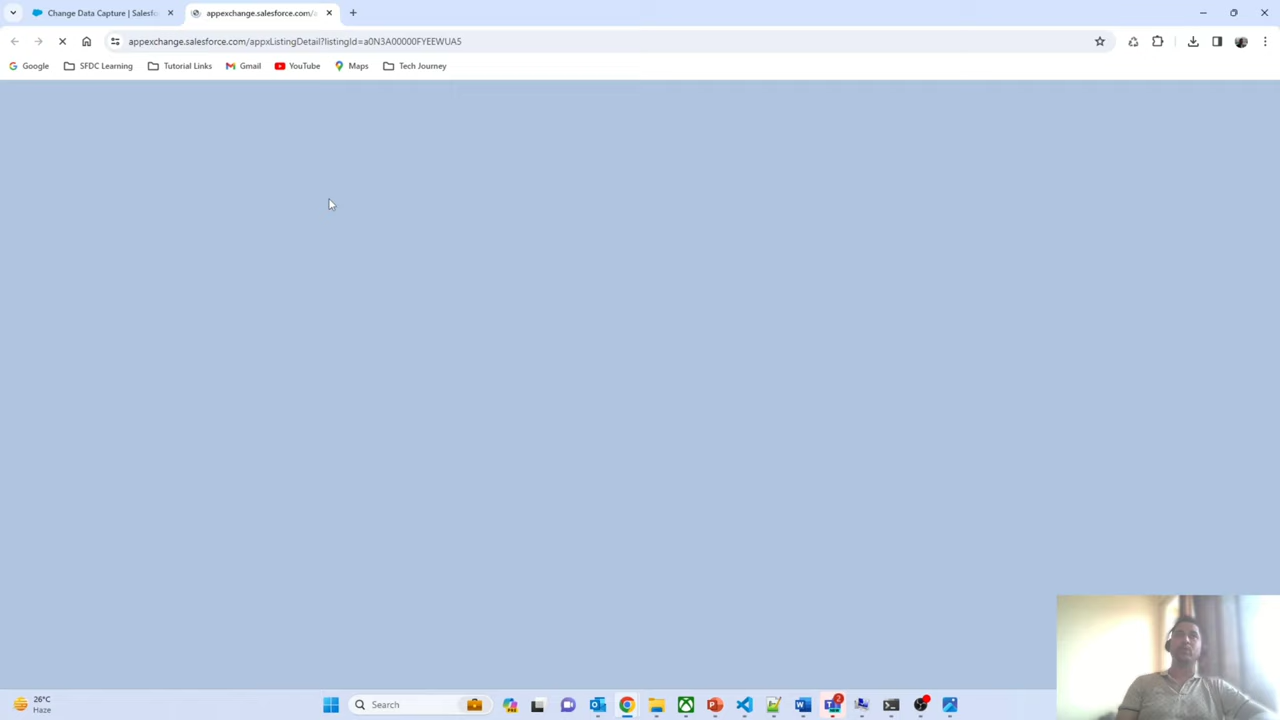 Change Data Capture | Salesfo
appexchange.salesforce.com/a
appexchange.salesforce.com/appxListingDetail?listingId=a0N3A00000FYEEWUA5
Google SFDC Learning Tutorial Links Gmail YouTube Maps Tech Journey
26°C
Haze
Search
2